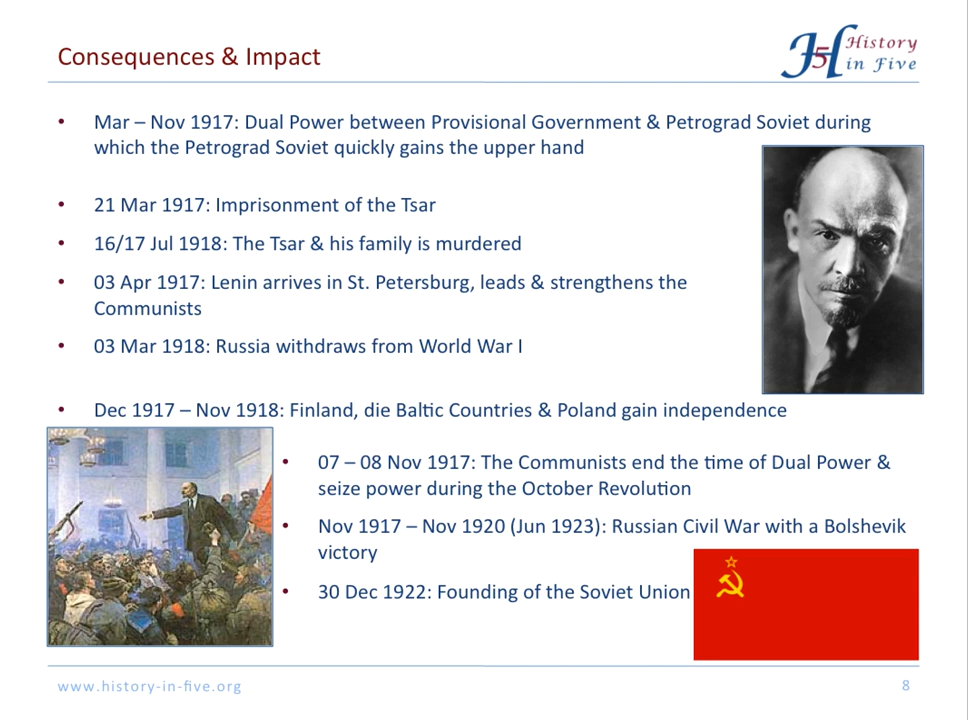 Consequences & Impact
History
in Five
• Mar – Nov 1917: Dual Power between Provisional Government & Petrograd Soviet during
which the Petrograd Soviet quickly gains the upper hand
• 21 Mar 1917: Imprisonment of the Tsar
• 16/17 Jul 1918: The Tsar & his family is murdered
• 03 Apr 1917: Lenin arrives in St. Petersburg, leads & strengthens the
Communists
• 03 Mar 1918: Russia withdraws from World War I
• Dec 1917 – Nov 1918: Finland, die Baltic Countries & Poland gain independence
• 07 – 08 Nov 1917: The Communists end the time of Dual Power &
seize power during the October Revolution
• Nov 1917 – Nov 1920 (Jun 1923): Russian Civil War with a Bolshevik
victory
• 30 Dec 1922: Founding of the Soviet Union
www.history-in-five.org
8